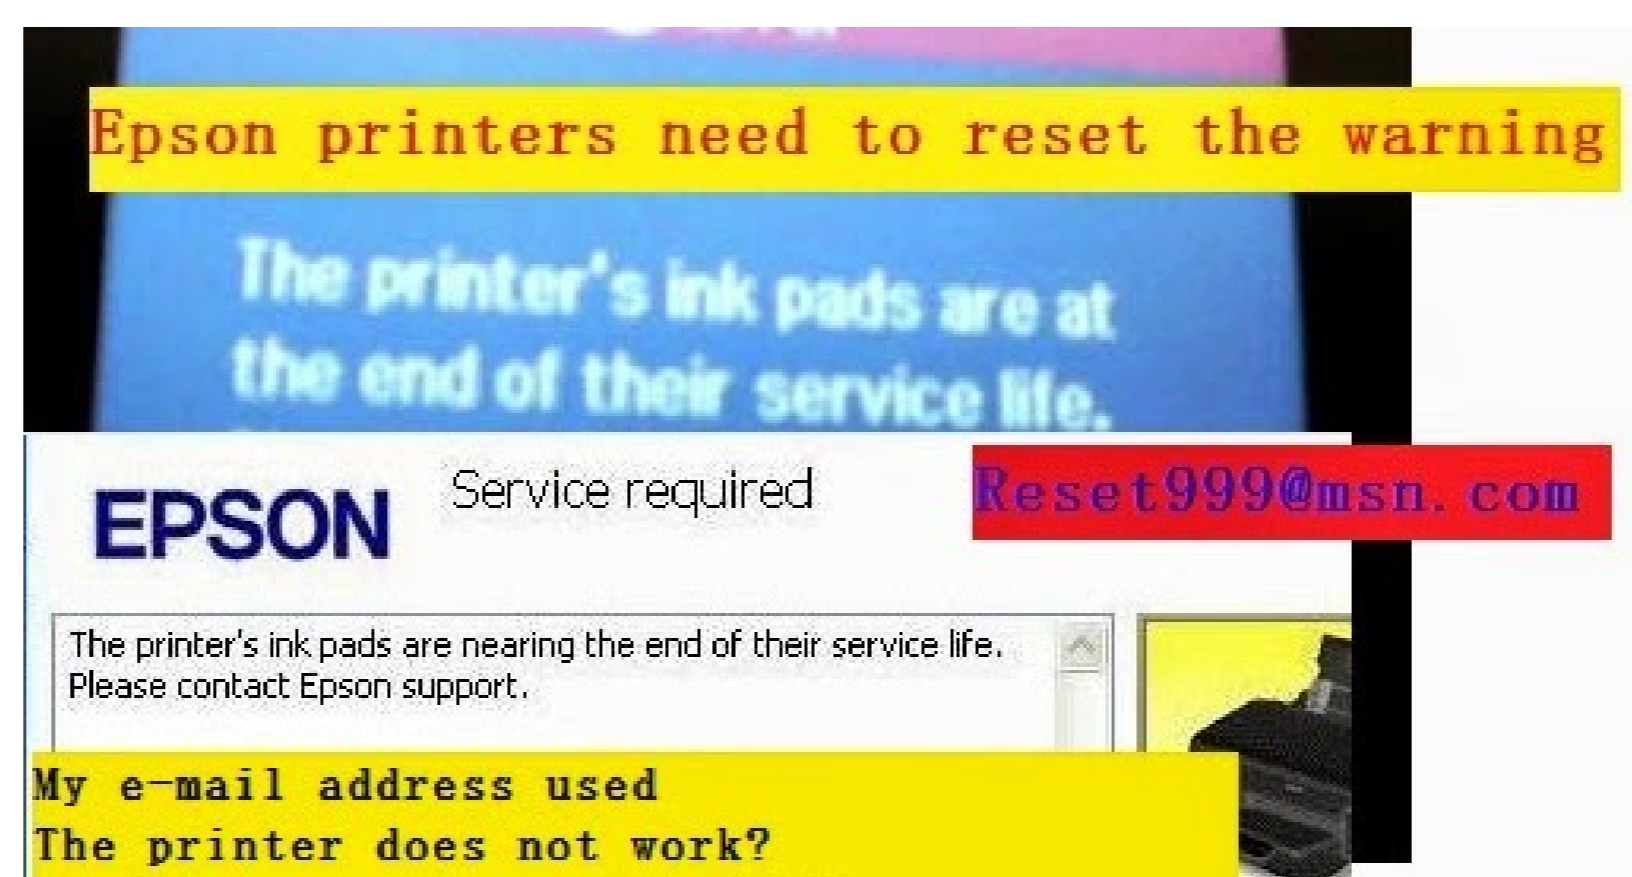 Epson printers need to reset the warning
The printer's ink pads are at
the end of their service life.
EPSON
Service required
Reset999@msn.com
The printer's ink pads are nearing the end of their service life.
Please contact Epson support.
My e-mail address used
The printer does not work?